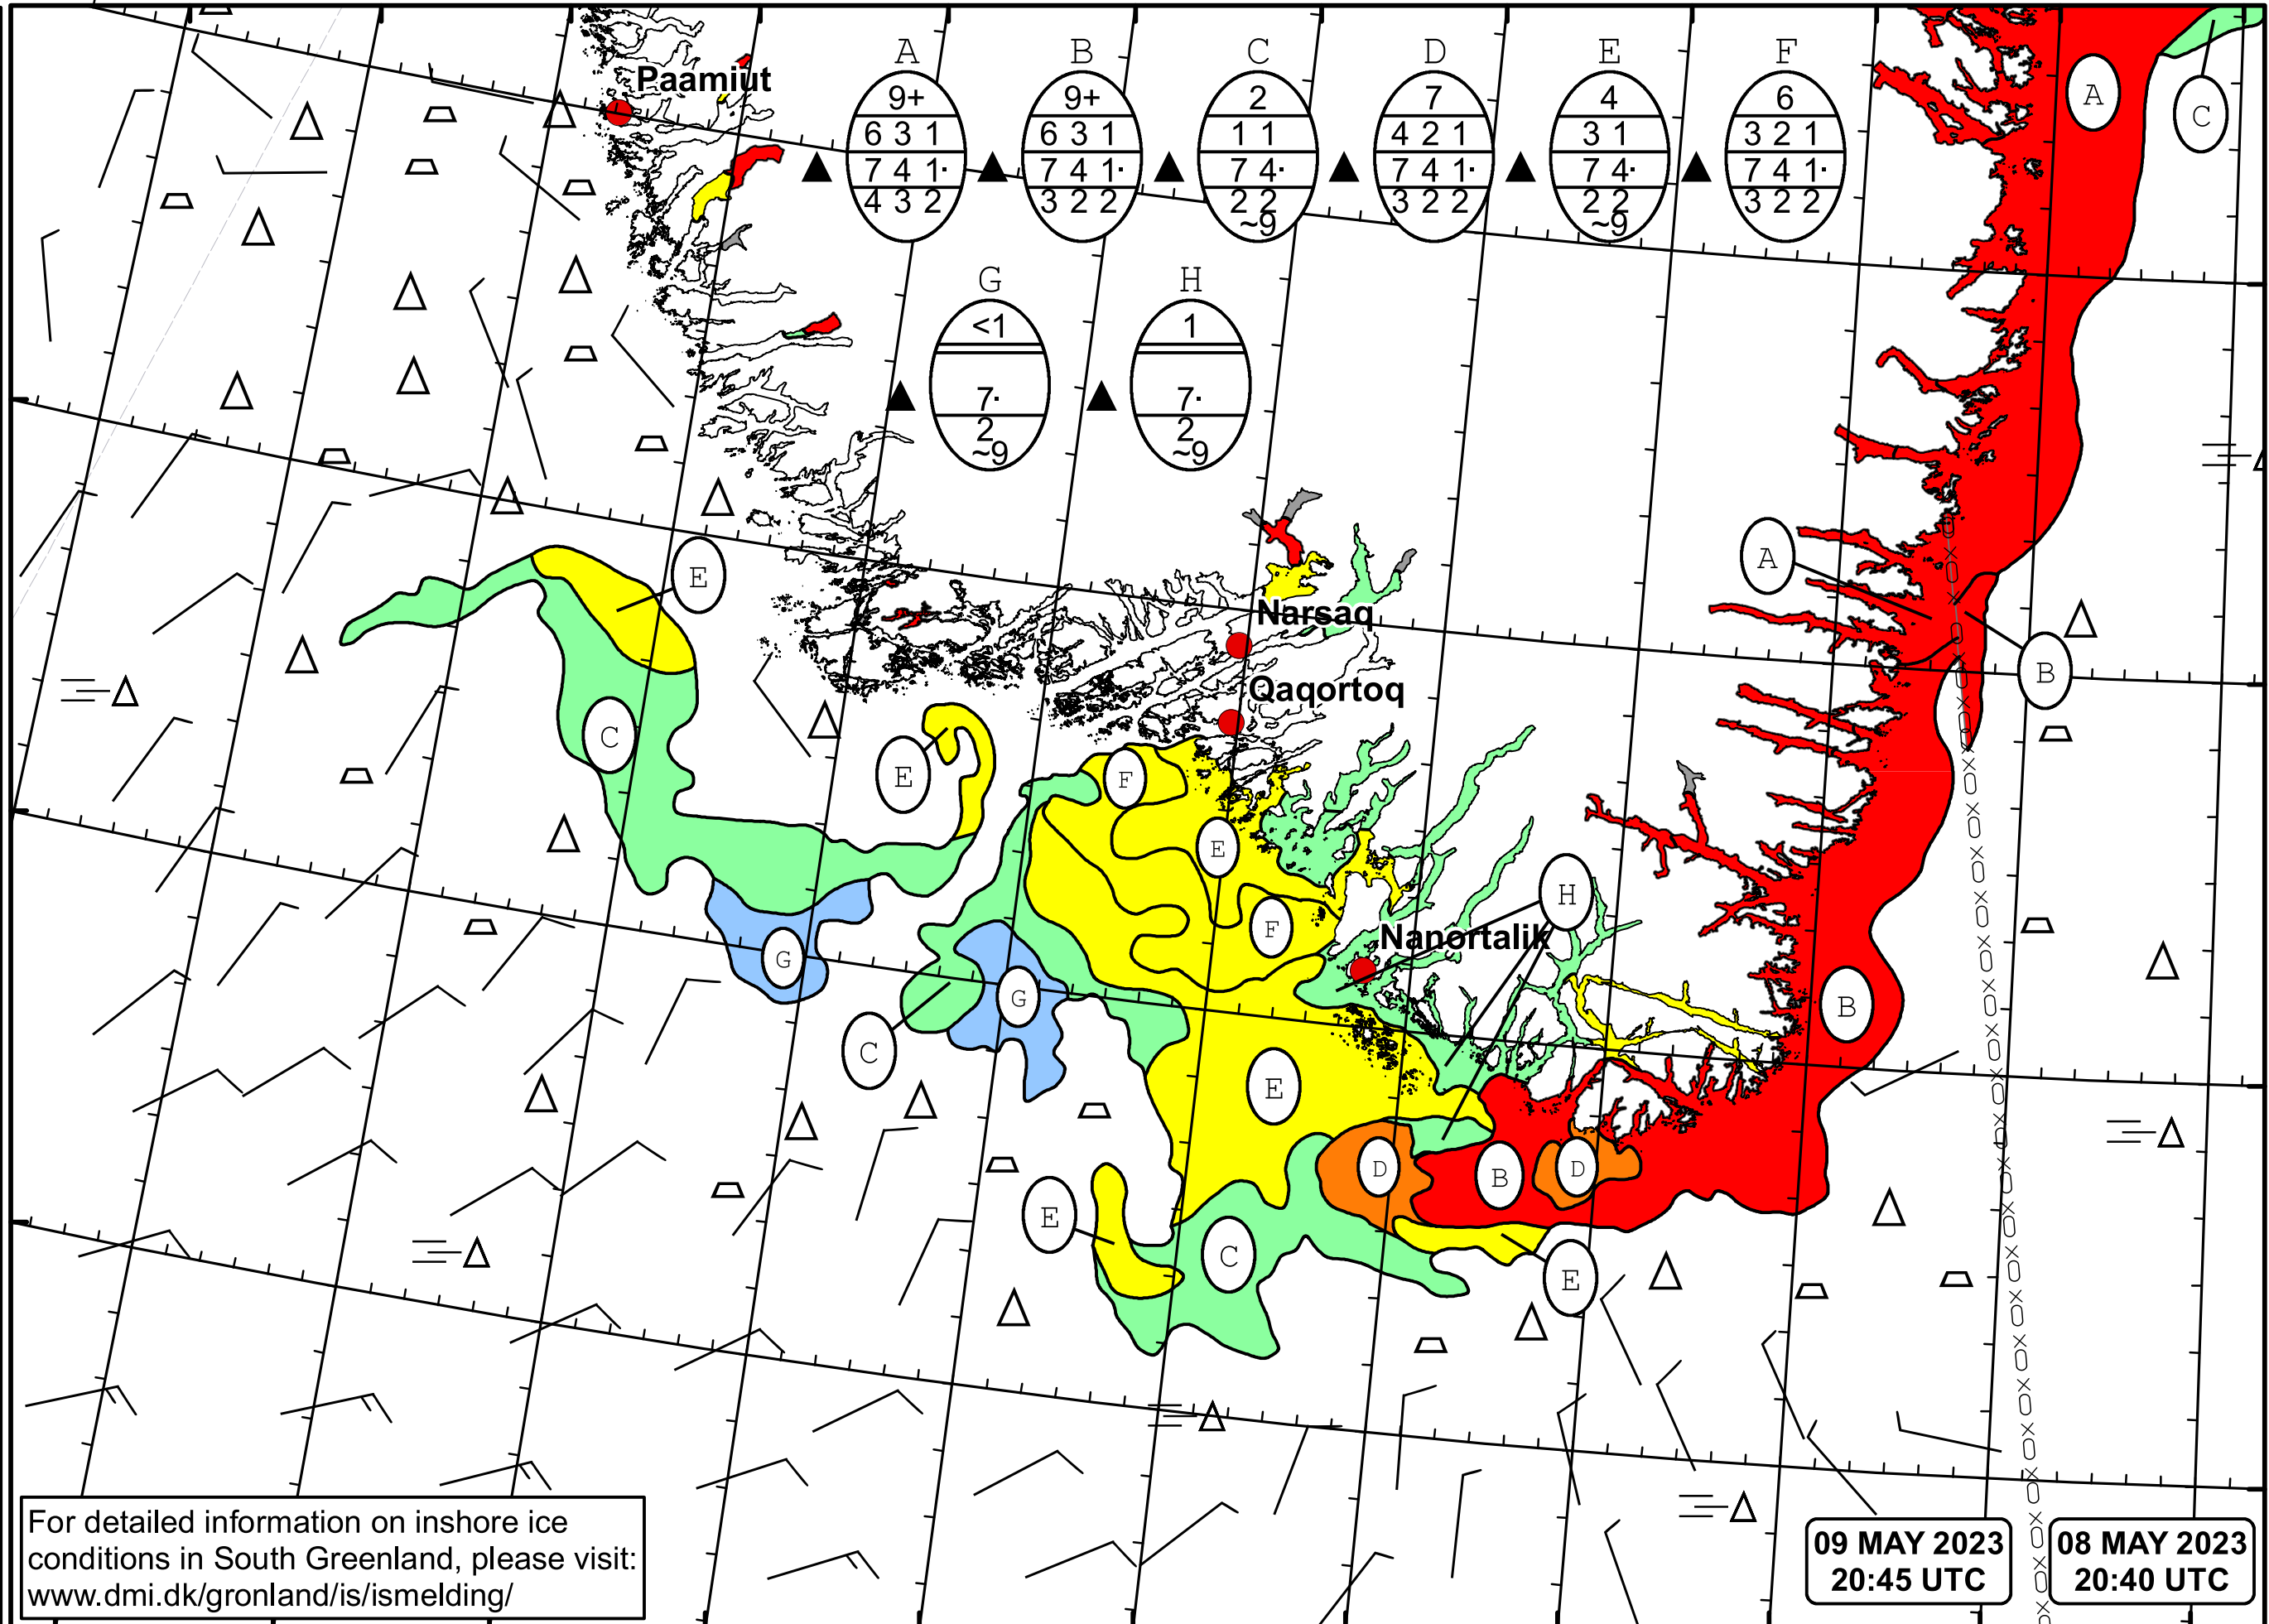 Paamiut
A B C D E F
9+ 9+ 2 7 4 6
6 3 1 6 3 1 1 1 4 2 1 3 1 3 2 1
7 4 1· 7 4 1· 7 4· 7 4 1· 7 4· 7 4 1·
4 3 2 3 2 2 2 2 3 2 2 2 2 3 2 2
~9 ~9
A
C
G H
<1 1
7· 7·
2 2
~9 ~9
E
A
Narsaq
B
Qaqortoq
C
E
F
E
H
F
Nanortalik
G
G
B
C
E
D
B
D
E
C
E
For detailed information on inshore ice
conditions in South Greenland, please visit:
www.dmi.dk/gronland/is/ismelding/
09 MAY 2023
20:45 UTC
08 MAY 2023
20:40 UTC